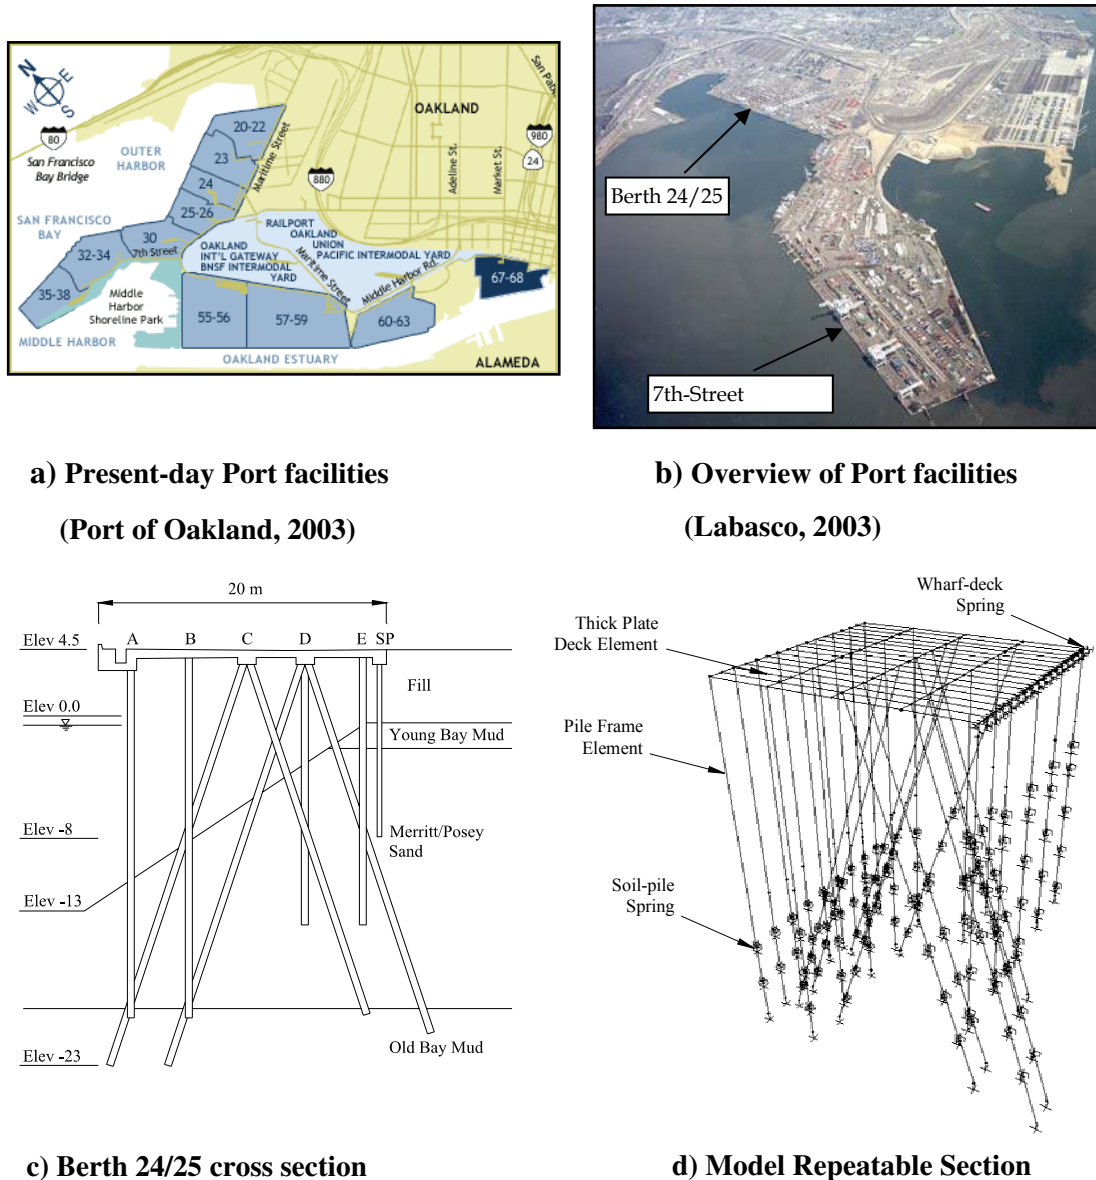 N
E
W
S
80
San Francisco
Bay Bridge
OUTER
HARBOR
SAN FRANCISCO
BAY
OAKLAND
San Pab
980
24
880
Adeline St.
Market St.
Maritime Street
20-22
23
24
25-26
30
7th Street
32-34
35-38
RAILPORT
OAKLAND
UNION
PACIFIC INTERMODAL YARD
OAKLAND
INT'L GATEWAY
BNSF INTERMODAL
YARD
Maritime Street
Middle Harbor Rd.
67-68
Middle
Harbor
Shoreline Park
55-56
57-59
60-63
MIDDLE HARBOR
OAKLAND ESTUARY
ALAMEDA
Berth 24/25
7th-Street
a) Present-day Port facilities
(Port of Oakland, 2003)
b) Overview of Port facilities
(Labasco, 2003)
20 m
Elev 4.5
A
B
C
D
E
SP
Fill
Elev 0.0
Young Bay Mud
Elev -8
Merritt/Posey
Sand
Elev -13
Old Bay Mud
Elev -23
Wharf-deck
Spring
Thick Plate
Deck Element
Pile Frame
Element
Soil-pile
Spring
c) Berth 24/25 cross section
d) Model Repeatable Section